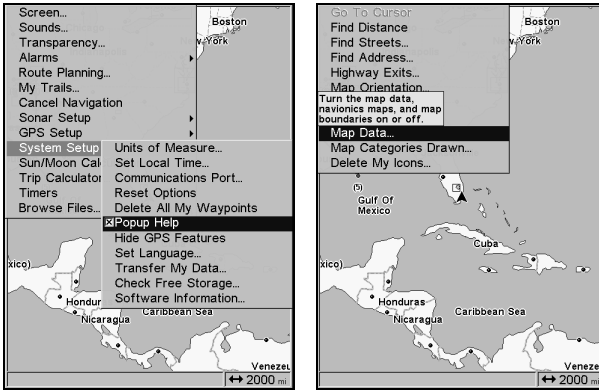 Screen...
Sounds...
Transparency...
Alarms
Route Planning...
My Trails...
Cancel Navigation
Sonar Setup
GPS Setup
System Setup
Sun/Moon Cal
Trip Calculator
Timers
Browse Files...
Units of Measure...
Set Local Time...
Communications Port...
Reset Options
Delete All My Waypoints
Popup Help
Hide GPS Features
Set Language...
Transfer My Data...
Check Free Storage...
Software Information...
Boston
York
xico)
Hondur
Nicaragua
Caribbean Sea
Venezuel
2000 mi
Go To Cursor
Find Distance
Find Streets...
Find Address...
Highway Exits...
Map Orientation...
Turn the map data,
navionics maps, and map
boundaries on or off.
Map Data...
Map Categories Drawn...
Delete My Icons...
Boston
w York
(5)
Gulf Of
Mexico
Cuba
xico)
Honduras
Nicaragua
Caribbean Sea
Venezuel
2000 mi